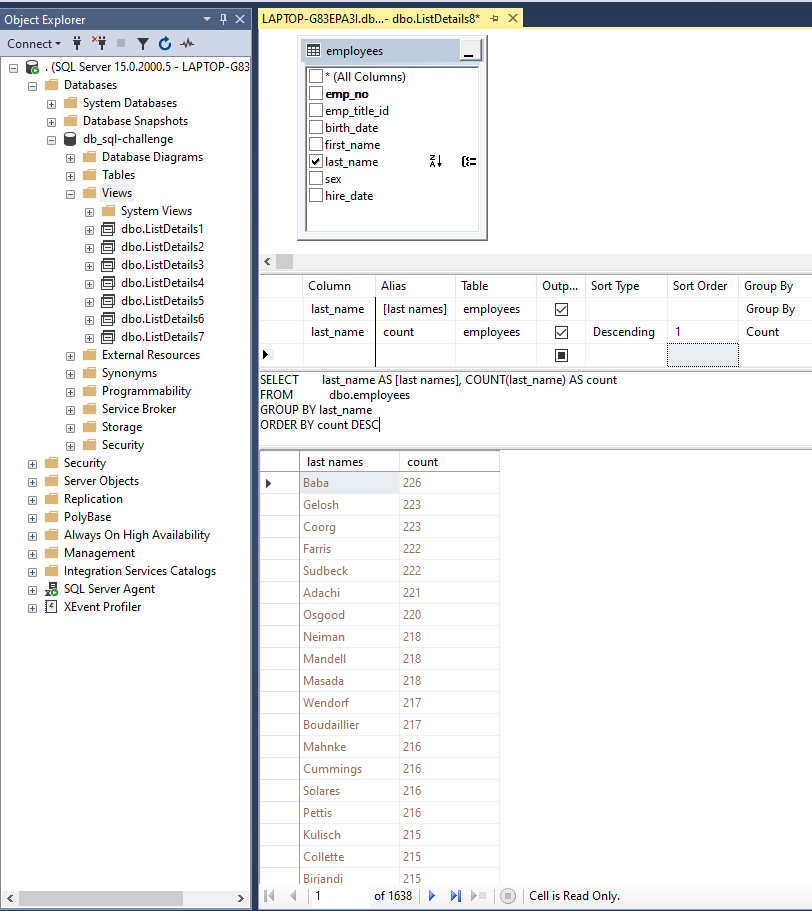 Object Explorer
Connect
. (SQL Server 15.0.2000.5 - LAPTOP-G83
Databases
System Databases
Database Snapshots
db_sql-challenge
Database Diagrams
Tables
Views
System Views
dbo.ListDetails1
dbo.ListDetails2
dbo.ListDetails3
dbo.ListDetails4
dbo.ListDetails5
dbo.ListDetails6
dbo.ListDetails7
External Resources
Synonyms
Programmability
Service Broker
Storage
Security
Security
Server Objects
Replication
PolyBase
Always On High Availability
Management
Integration Services Catalogs
SQL Server Agent
XEvent Profiler
LAPTOP-G83EPA3I.db...- dbo.ListDetails8*
employees
* (All Columns)
emp_no
emp_title_id
birth_date
first_name
last_name
sex
hire_date
Column Alias Table Outp... Sort Type Sort Order Group By
last_name [last names] employees Group By
last_name count employees Descending 1 Count
SELECT last_name AS [last names], COUNT(last_name) AS count
FROM dbo.employees
GROUP BY last_name
ORDER BY count DESC
last names count
Baba 226
Gelosh 223
Coorg 223
Farris 222
Sudbeck 222
Adachi 221
Osgood 220
Neiman 218
Mandell 218
Masada 218
Wendorf 217
Boudaillier 217
Mahnke 216
Cummings 216
Solares 216
Pettis 216
Kulisch 215
Collette 215
Birjandi 215
1 of 1638 Cell is Read Only.